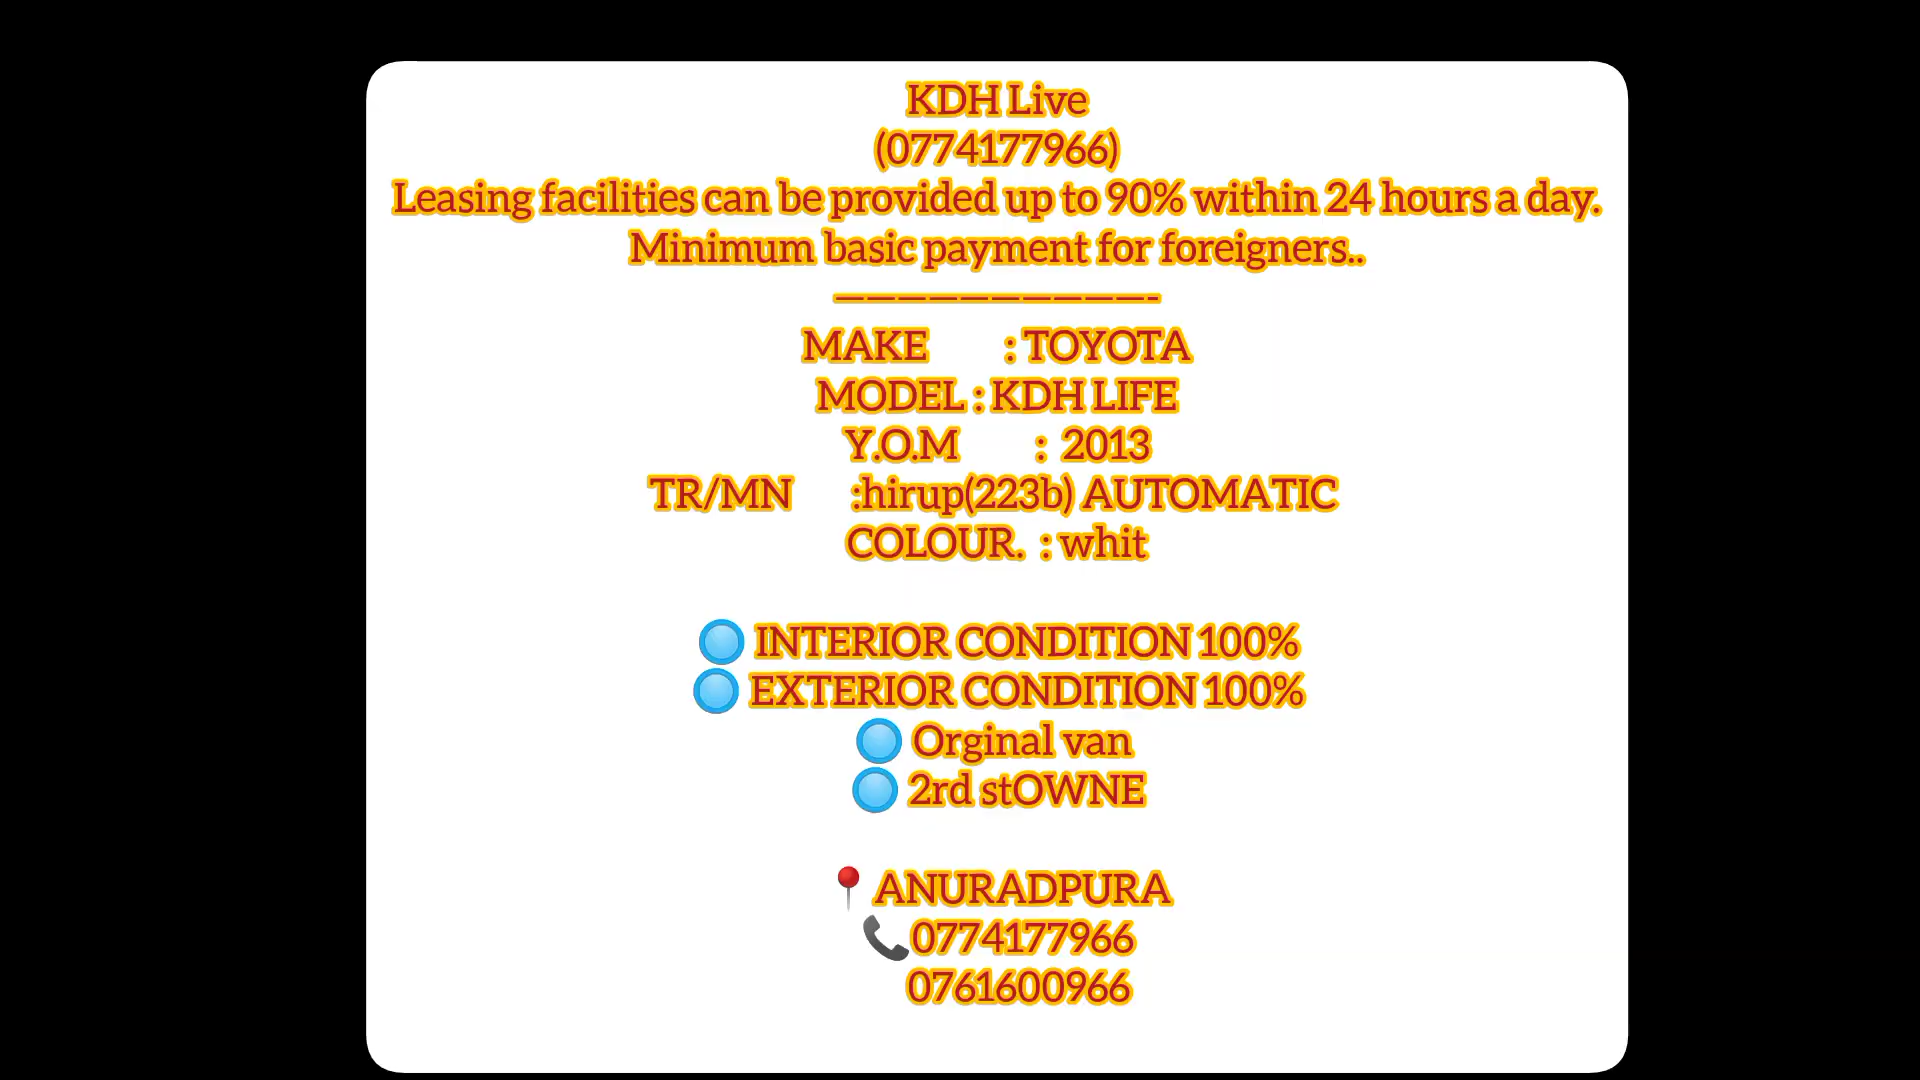 KDH Live
(0774177966)
Leasing facilities can be provided up to 90% within 24 hours a day.
Minimum basic payment for foreigners..
——————————-
MAKE : TOYOTA
MODEL : KDH LIFE
Y.O.M : 2013
TR/MN :hirup(223b) AUTOMATIC
COLOUR. : whit
🔵 INTERIOR CONDITION 100%
🔵 EXTERIOR CONDITION 100%
🔵 Orginal van
🔵 2rd stOWNE
📍ANURADPURA
📞0774177966
0761600966